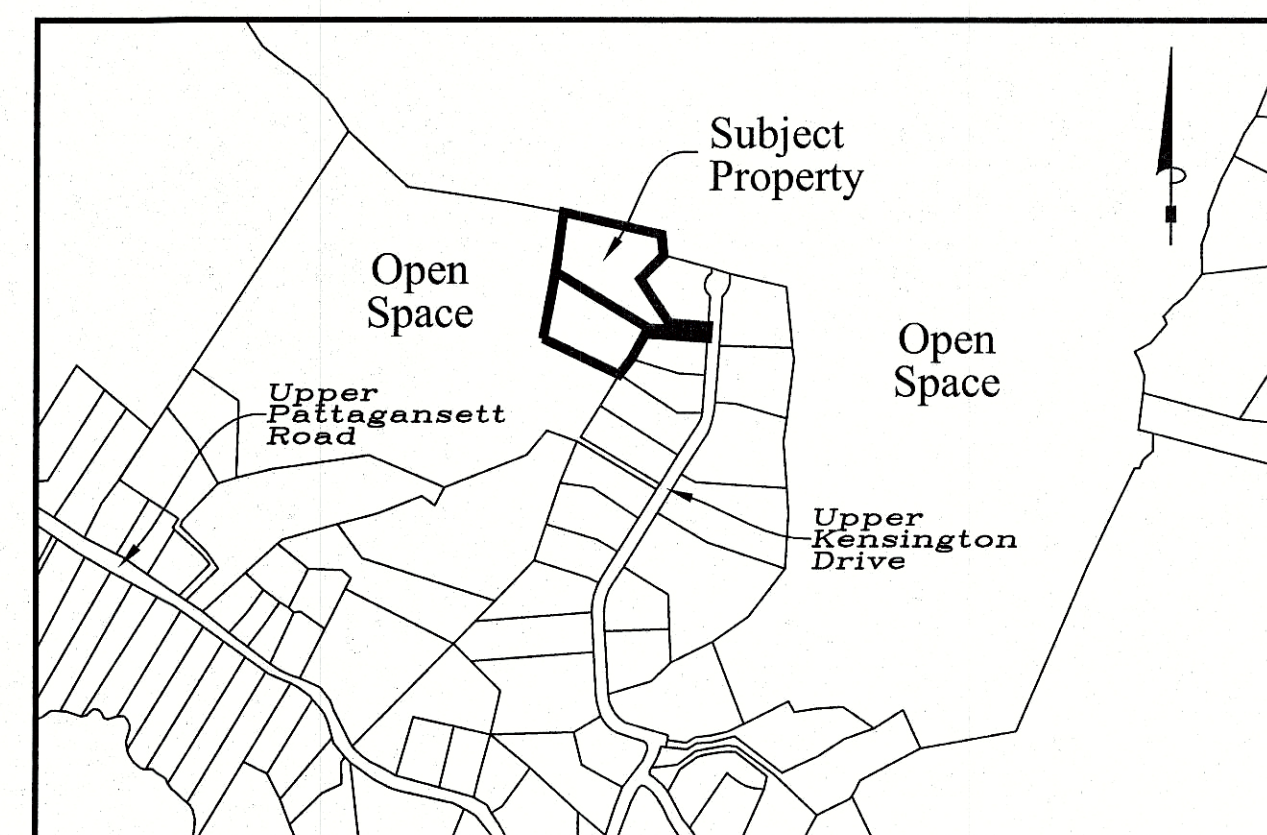 Subject
Property
Open
Space
Open
Space
Upper
Pattagansett
Road
Upper
Kensington
Drive